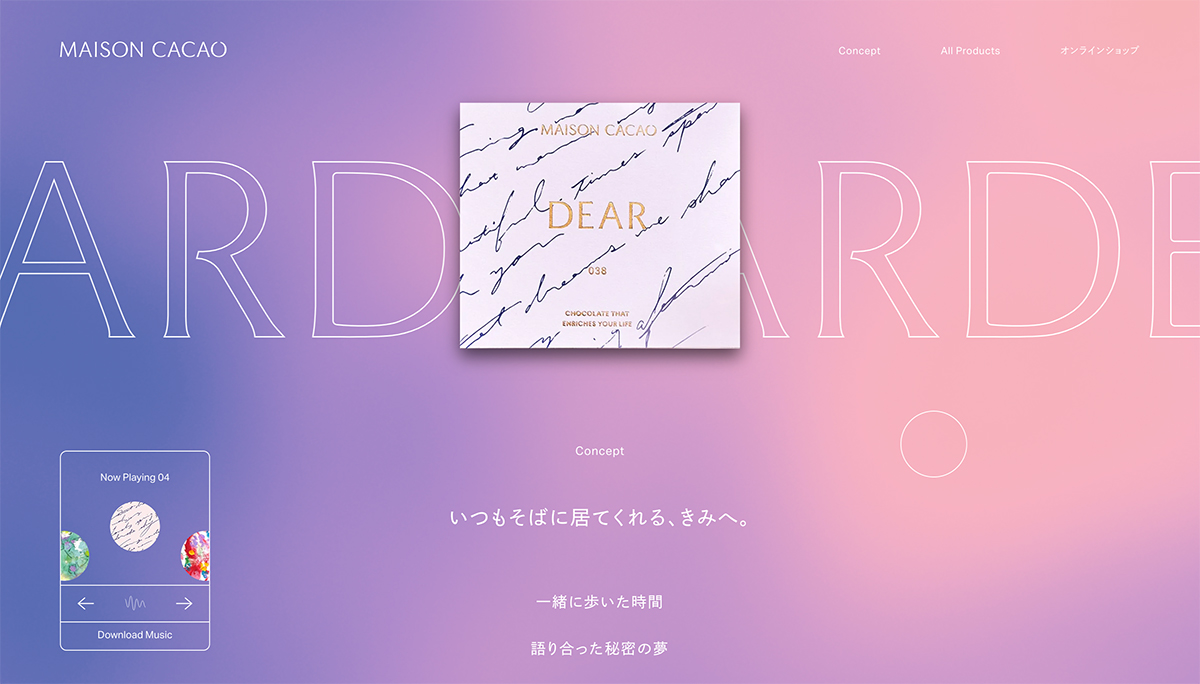 MAISON CACAO
Concept
All Products
オンラインショップ
ARD
ARDE
MAISON CACAO
DEAR
038
CHOCOLATE THAT
ENRICHES YOUR LIFE
Concept
いつもそばに居てくれる、きみへ。
一緒に歩いた時間
語り合った秘密の夢
Now Playing 04
Download Music